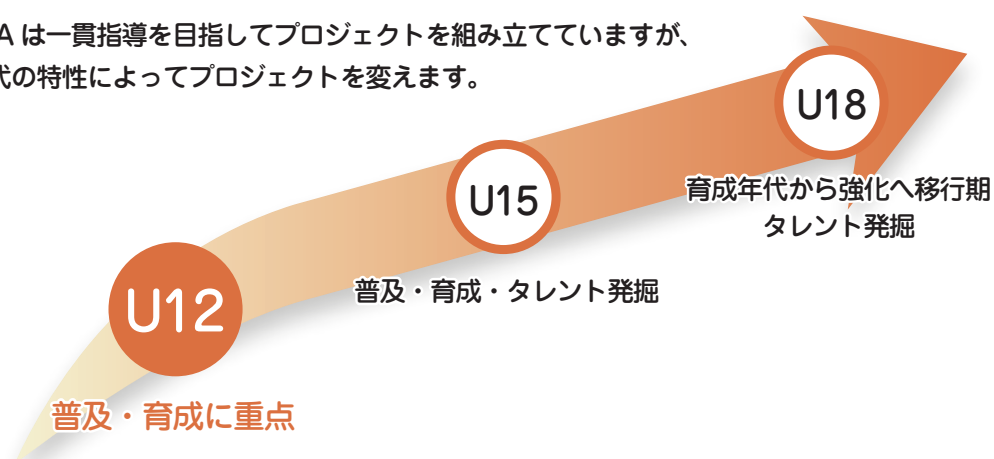 A は一貫指導を目指してプロジェクトを組み立てていますが、
代の特性によってプロジェクトを変えます。
U18
育成年代から強化へ移行期
タレント発掘
U15
普及・育成・タレント発掘
U12
普及・育成に重点